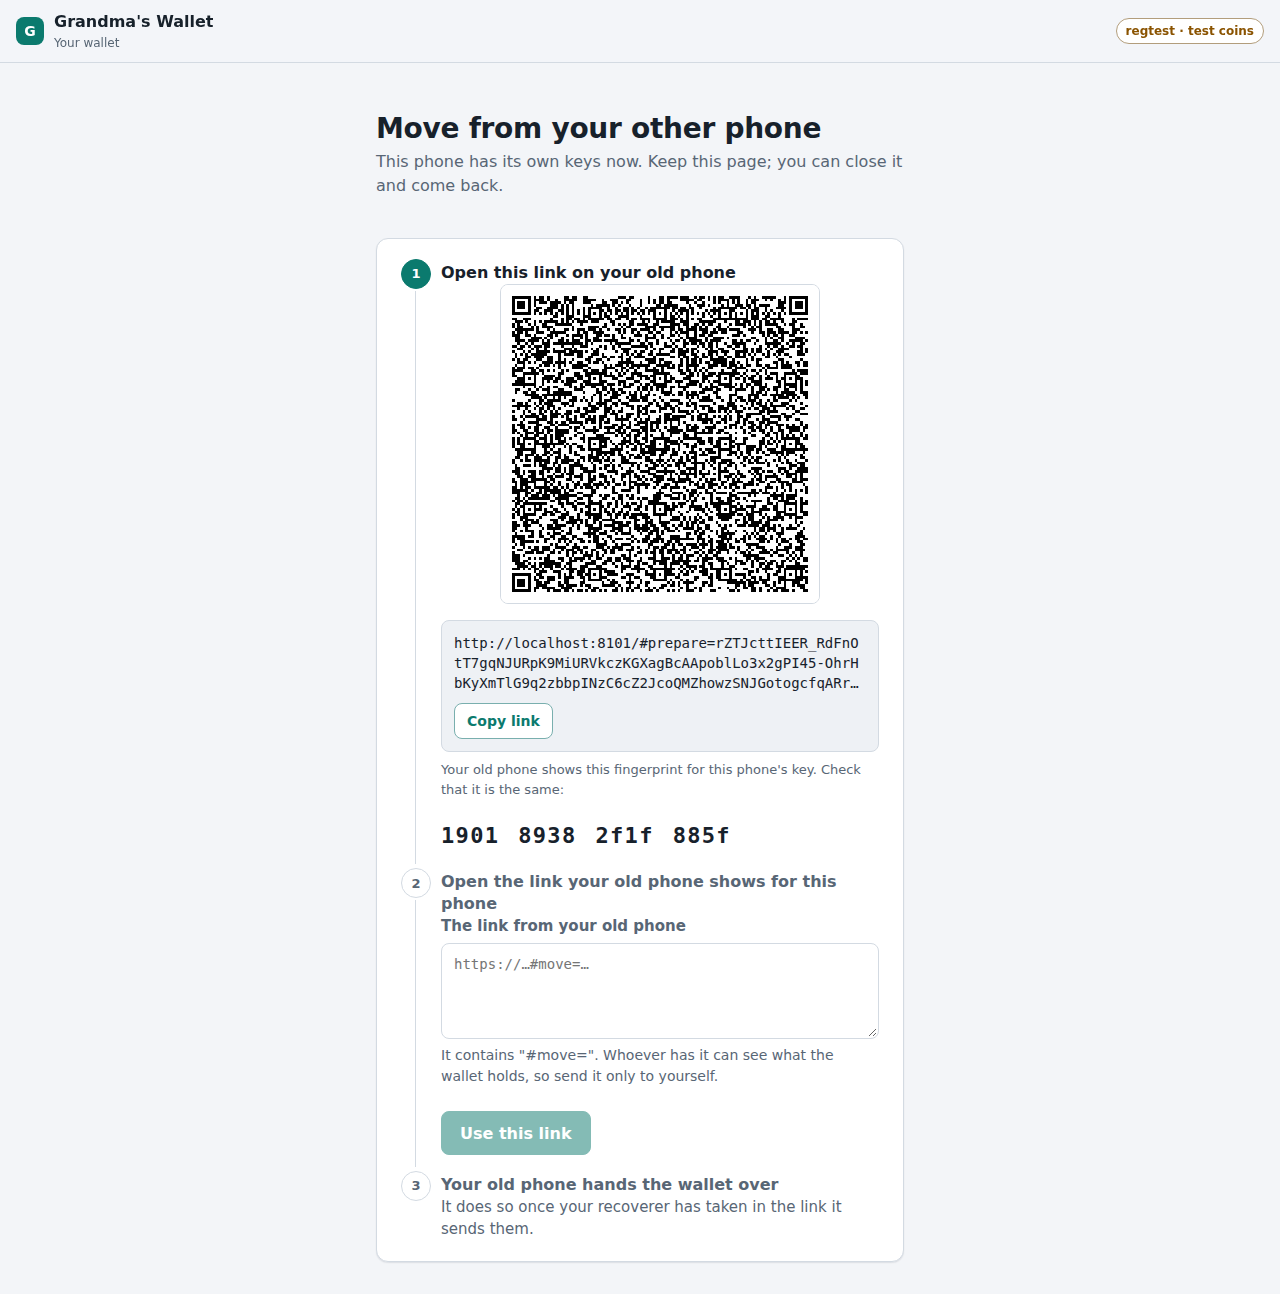 G
Grandma's Wallet
Your wallet
regtest · test coins
Move from your other phone
This phone has its own keys now. Keep this page; you can close it
and come back.
1
Open this link on your old phone
http://localhost:8101/#prepare=rZTJcttIEER_RdFnO
tT7gqNJURpK9MiURVkczKGXagBcAApoblLo3x2gPI45-OhrH
bKyXmTlG9q2zbbpINzC6cZ2JcoQMZhowzSNJGotogcfqARr…
Copy link
Your old phone shows this fingerprint for this phone's key. Check
that it is the same:
1901 8938 2f1f 885f
2
Open the link your old phone shows for this
phone
The link from your old phone
https://…#move=…
It contains "#move=". Whoever has it can see what the
wallet holds, so send it only to yourself.
Use this link
3
Your old phone hands the wallet over
It does so once your recoverer has taken in the link it
sends them.